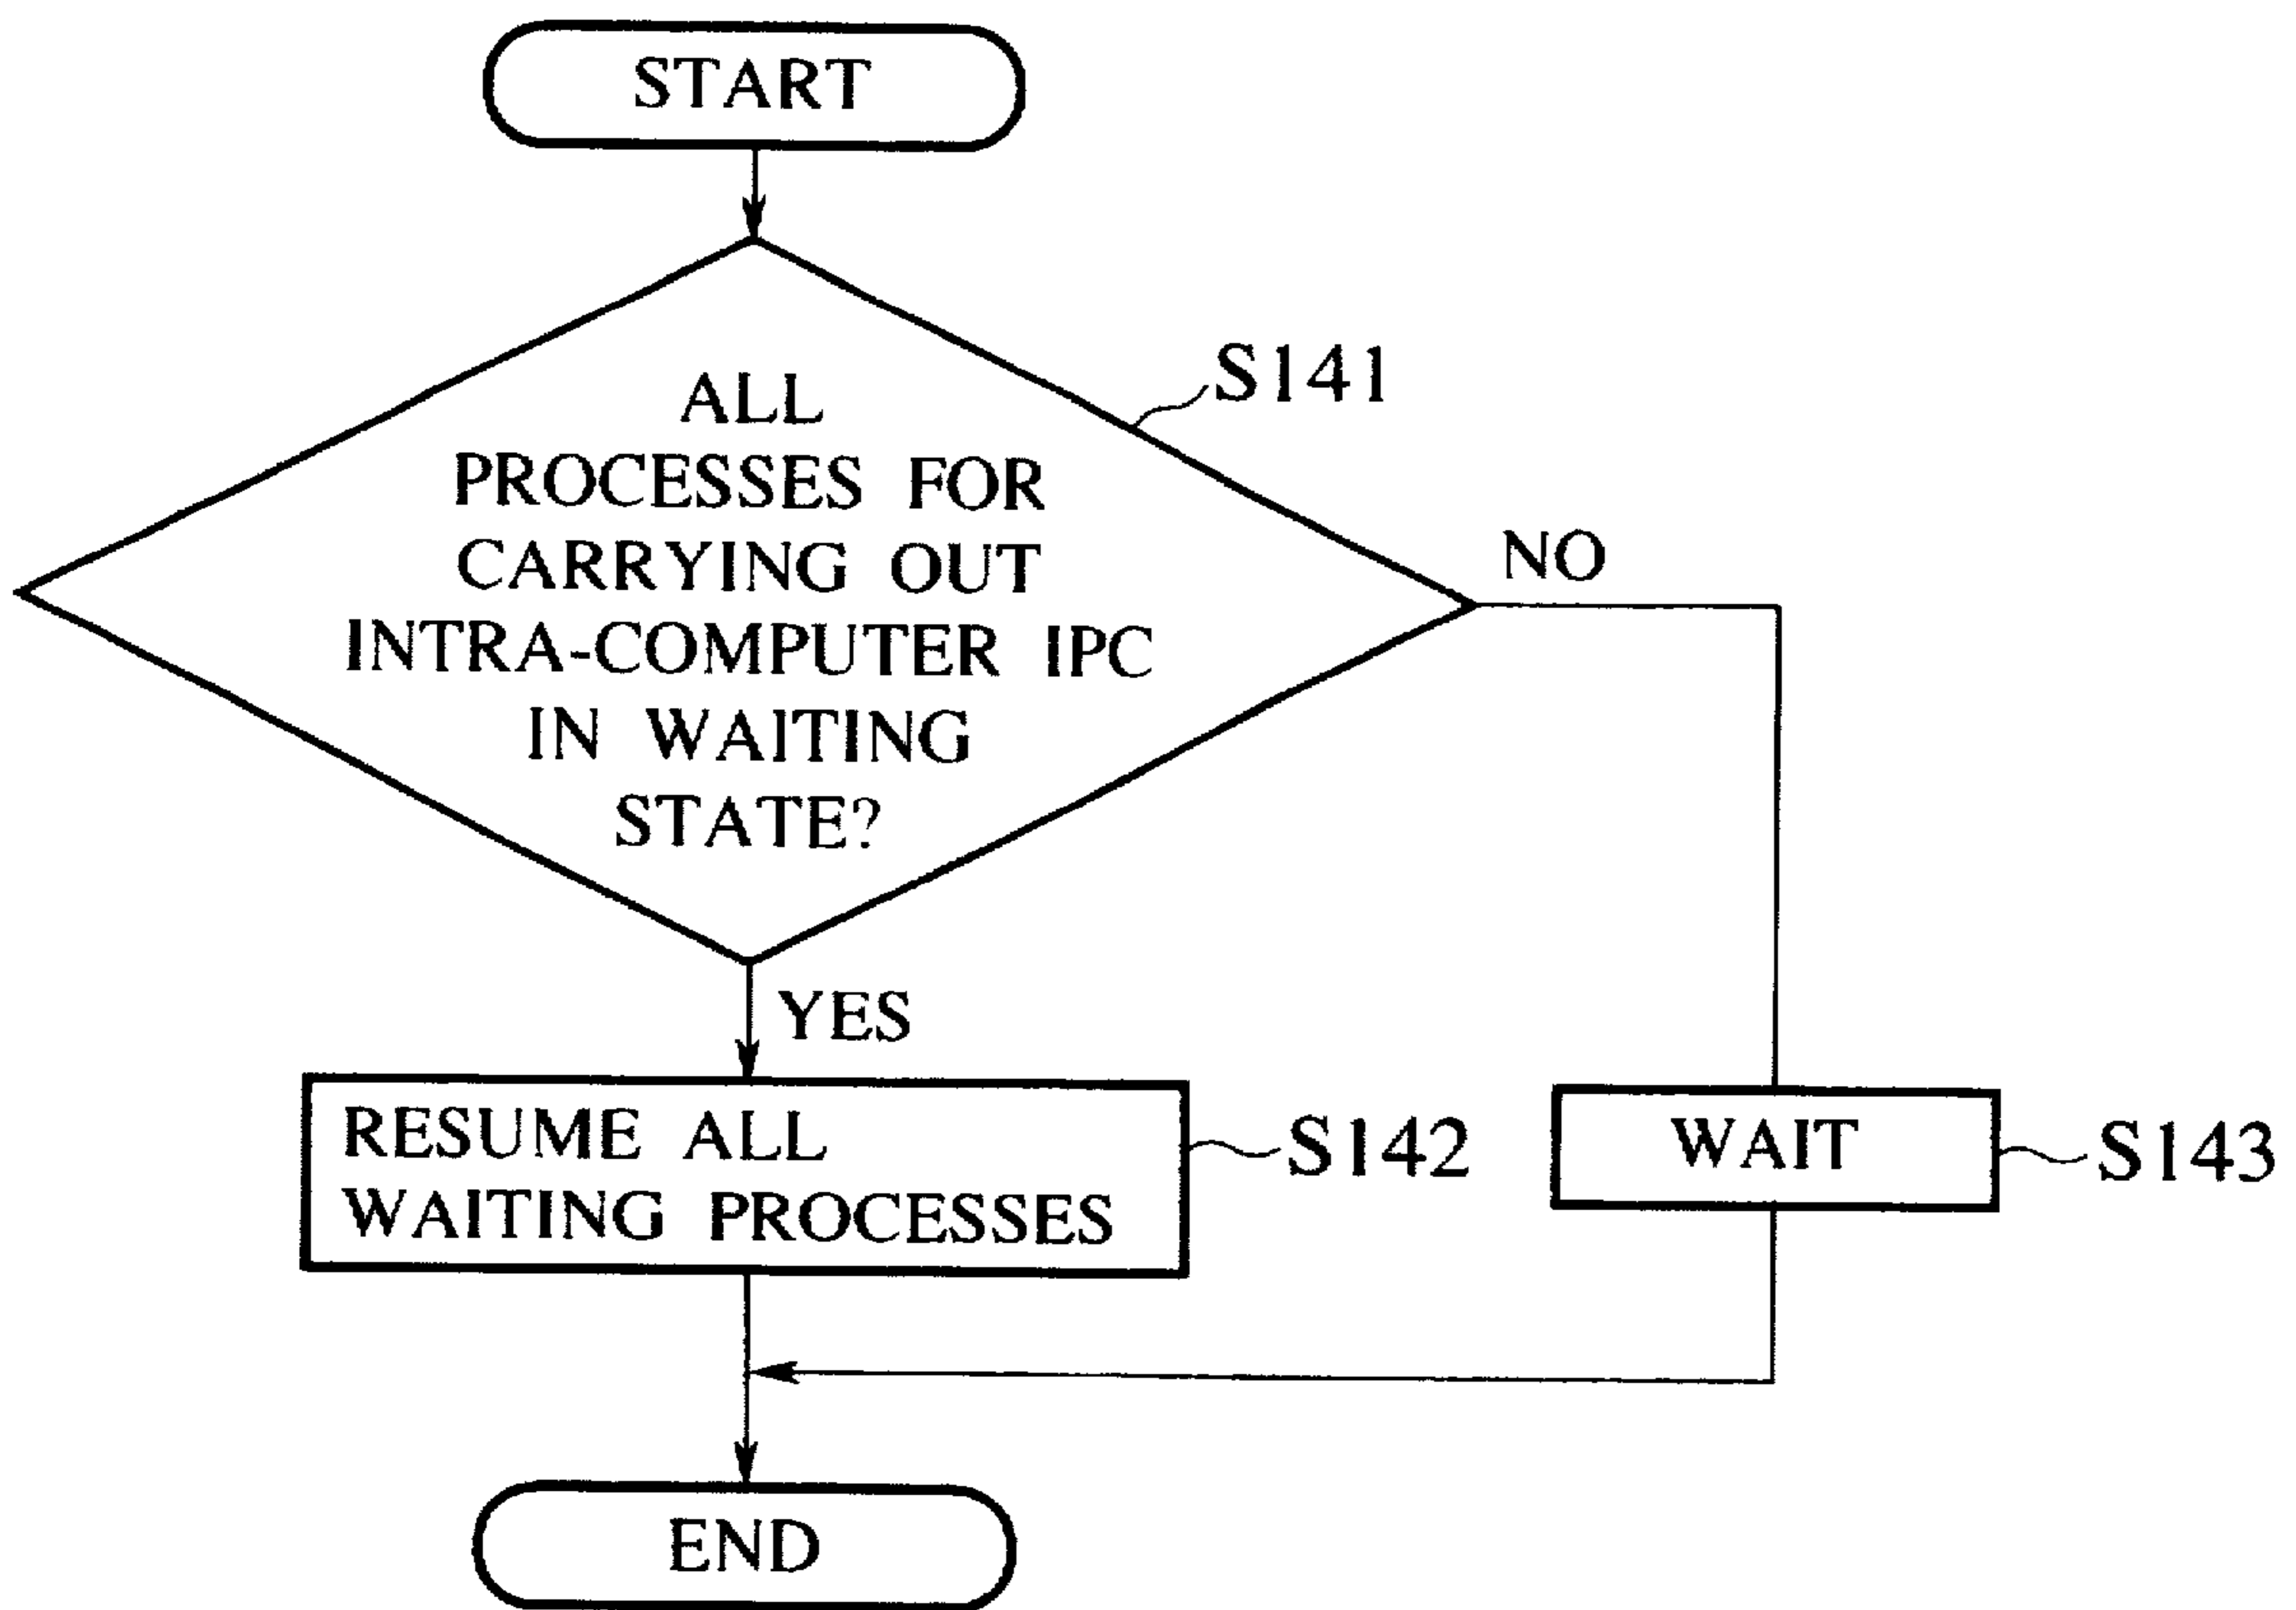 START
ALL
PROCESSES FOR
CARRYING OUT
INTRA-COMPUTER IPC
IN WAITING
STATE?
S141
NO
YES
RESUME ALL
WAITING PROCESSES
S142
WAIT
S143
END